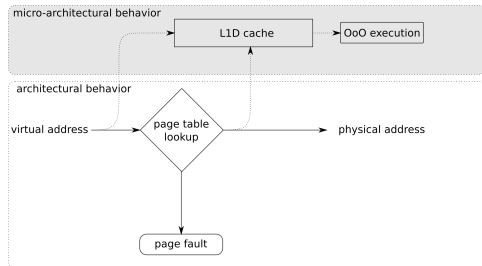 micro-architectural behavior
L1D cache
OoO execution
architectural behavior
virtual address
page table
lookup
physical address
page fault